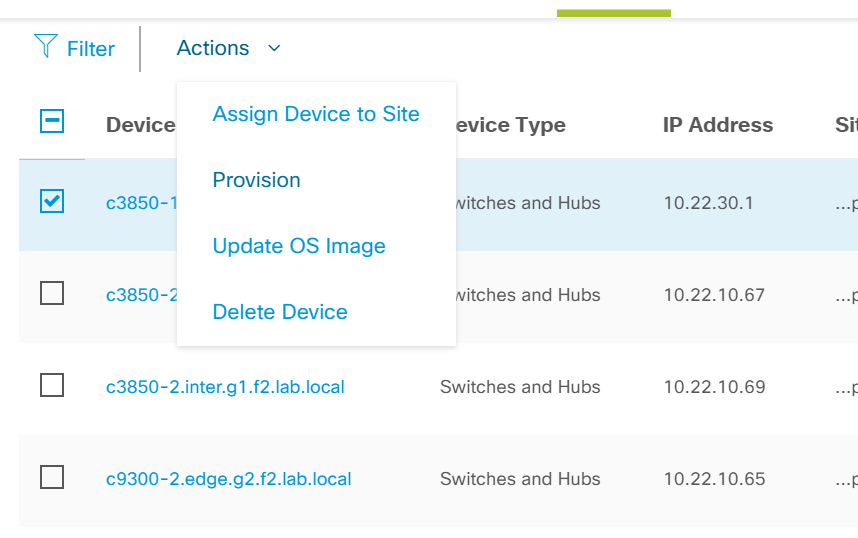 Filter Actions
Assign Device to Site
Provision
Update OS Image
Delete Device
Device evice Type IP Address
c3850-1 witches and Hubs 10.22.30.1 ...p
c3850-2 witches and Hubs 10.22.10.67 ...p
c3850-2.inter.g1.f2.lab.local Switches and Hubs 10.22.10.69 ...p
c9300-2.edge.g2.f2.lab.local Switches and Hubs 10.22.10.65 ...p